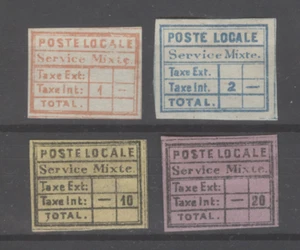 POSTE LOCALE
Service Mixte.
Taxe Ext:
Taxe Int: 1 —
TOTAL.
POSTE LOCALE
Service Mixte.
Taxe Ext.
Taxe Int: 2 —
TOTAL.
POSTE LOCALE
Service Mixte.
Taxe Ext:
Taxe Int: — 10
TOTAL.
POSTE LOCALE
Service Mixte.
Taxe Ext:
Taxe Int: — 20
TOTAL.